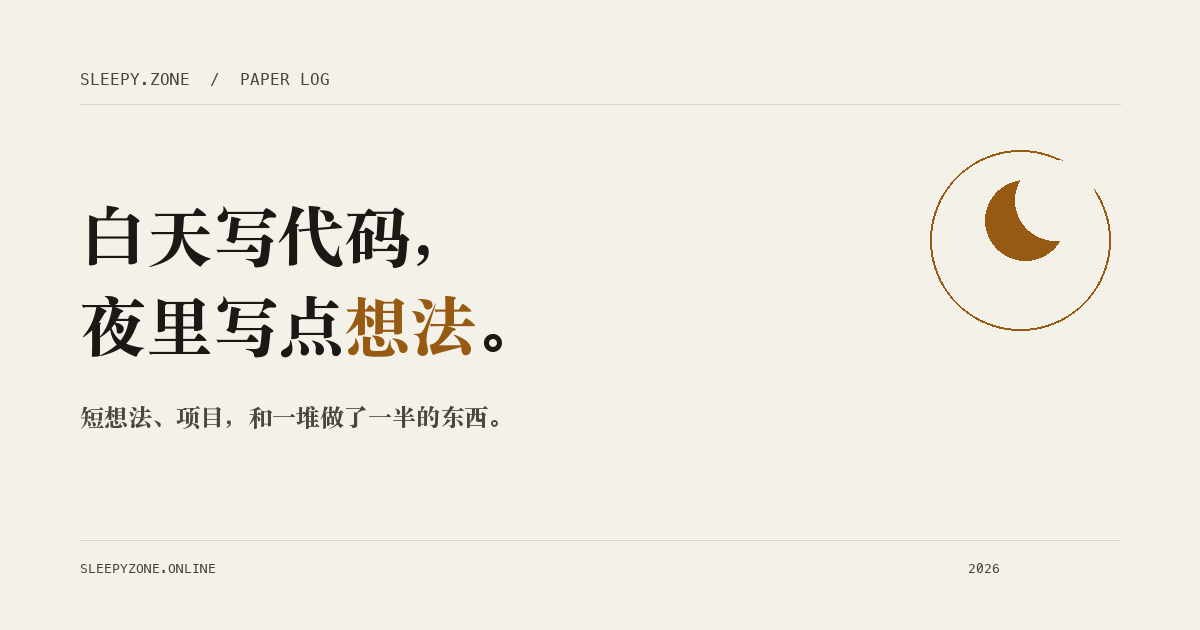 SLEEPY.ZONE / PAPER LOG
白天写代码，
夜里写点想法。
短想法、项目，和一堆做了一半的东西。
SLEEPYZONE.ONLINE
2026